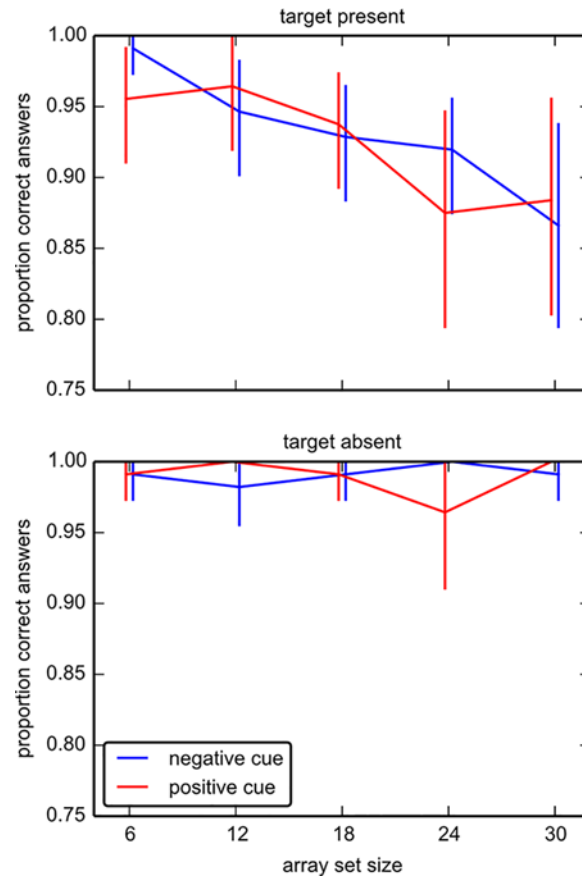 target present
1.00
0.95
0.90
0.85
0.80
0.75
proportion correct answers
target absent
1.00
0.95
0.90
0.85
0.80
0.75
proportion correct answers
negative cue
positive cue
6 12 18 24 30
array set size